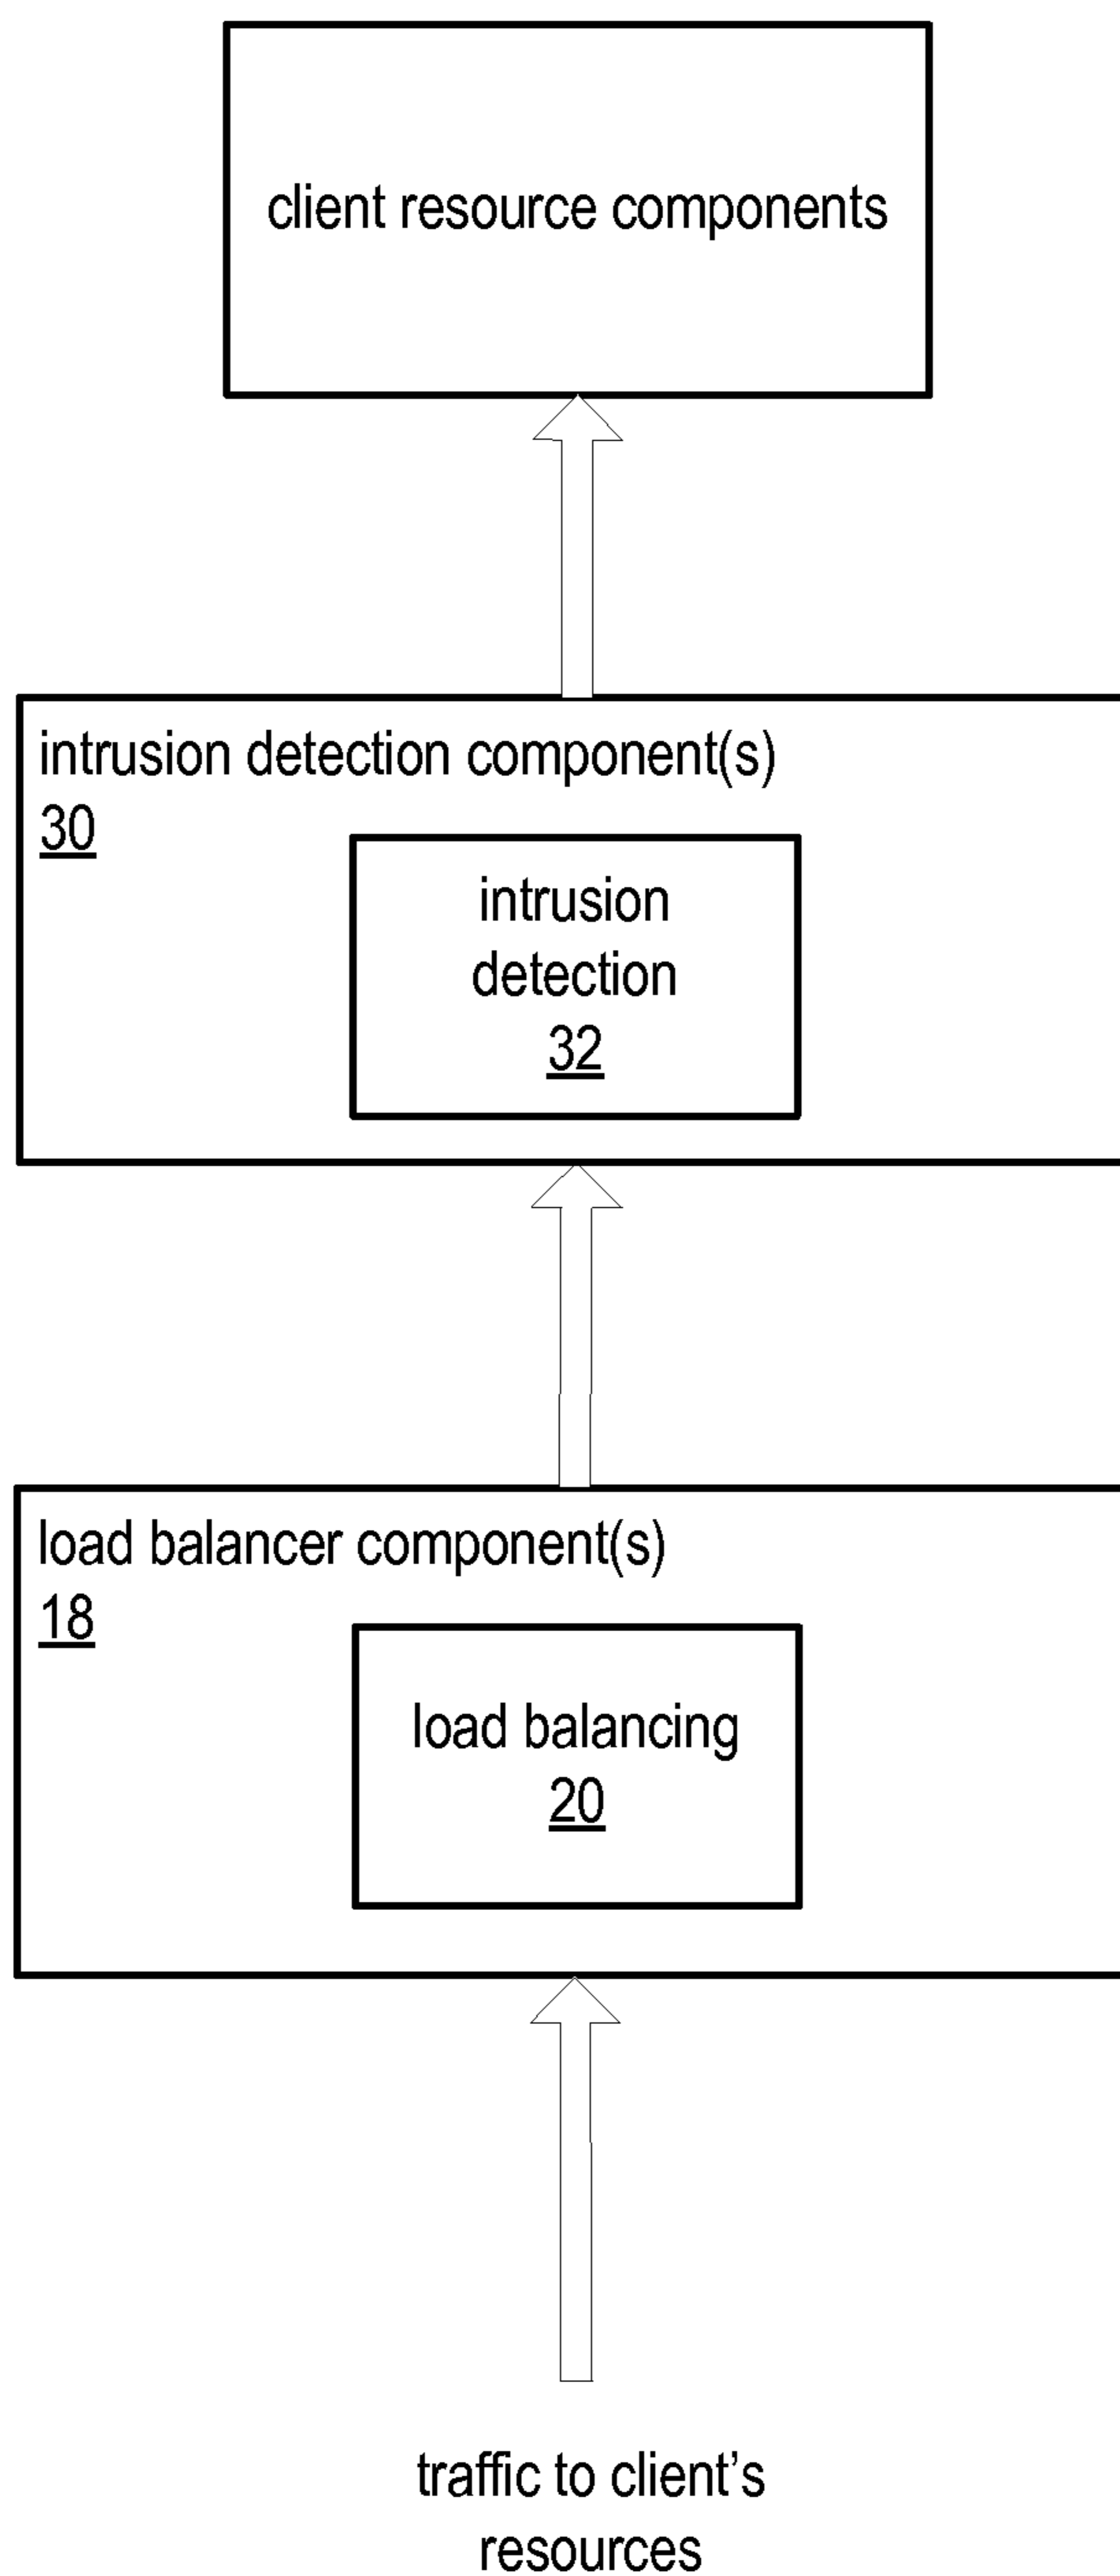 client resource components
intrusion detection component(s)
30
intrusion
detection
32
load balancer component(s)
18
load balancing
20
traffic to client’s
resources